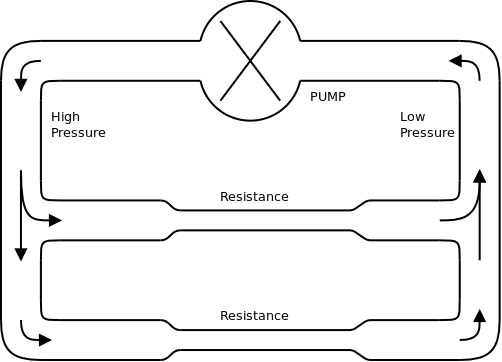 PUMP
High
Pressure
Low
Pressure
Resistance
Resistance